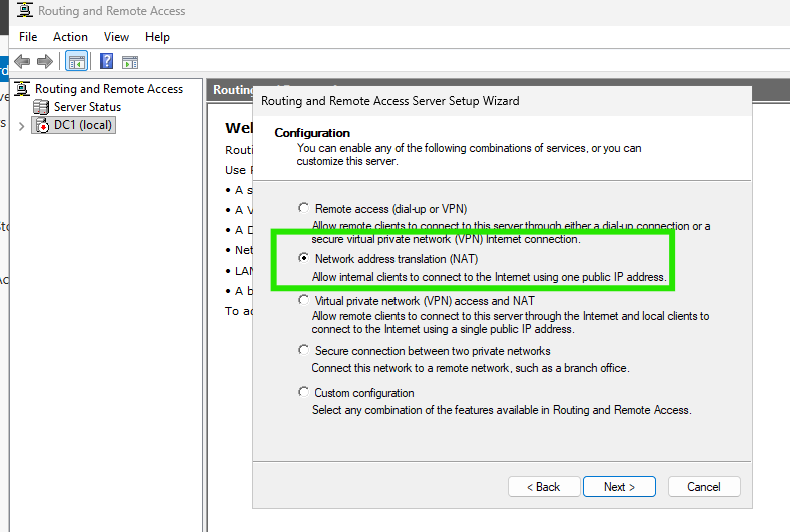 Routing and Remote Access
File Action View Help
Routing and Remote Access
Server Status
DC1 (local)
Routing and Remote Access Server Setup Wizard
Configuration
You can enable any of the following combinations of services, or you can
customize this server.
Remote access (dial-up or VPN)
Allow remote clients to connect to this server through either a dial-up connection or a
secure virtual private network (VPN) Internet connection.
Network address translation (NAT)
Allow internal clients to connect to the Internet using one public IP address.
Virtual private network (VPN) access and NAT
Allow remote clients to connect to this server through the Internet and local clients to
connect to the Internet using a single public IP address.
Secure connection between two private networks
Connect this network to a remote network, such as a branch office.
Custom configuration
Select any combination of the features available in Routing and Remote Access.
< Back
Next >
Cancel